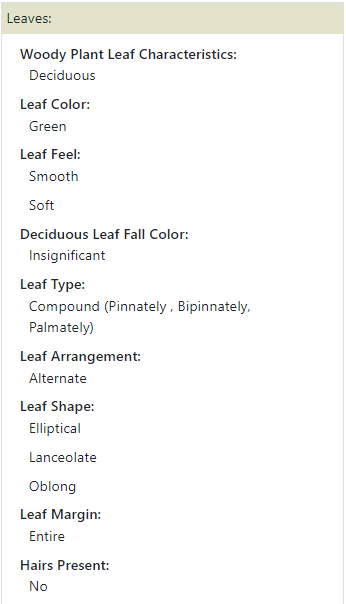 Leaves:
Woody Plant Leaf Characteristics:
Deciduous
Leaf Color:
Green
Leaf Feel:
Smooth
Soft
Deciduous Leaf Fall Color:
Insignificant
Leaf Type:
Compound (Pinnately , Bipinnately,
Palmately)
Leaf Arrangement:
Alternate
Leaf Shape:
Elliptical
Lanceolate
Oblong
Leaf Margin:
Entire
Hairs Present:
No